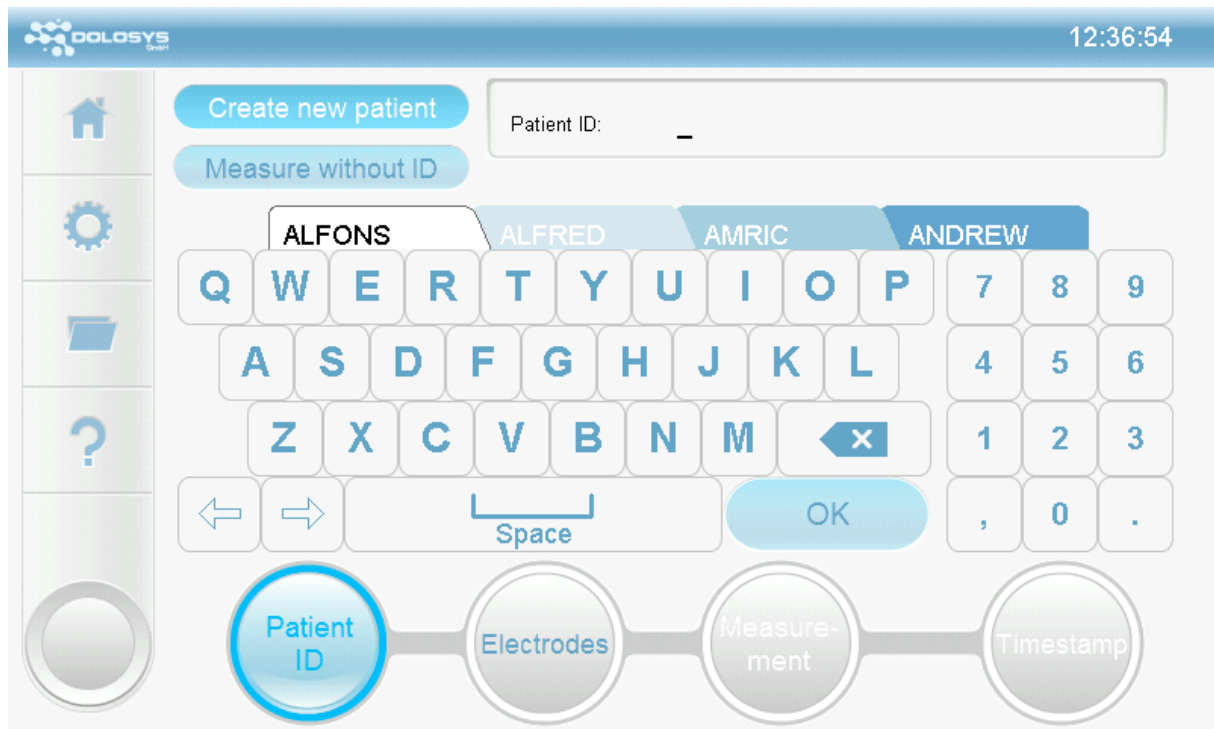 DOLOSYS
GmbH
12:36:54
Create new patient
Patient ID: _
Measure without ID
ALFONS ALFRED AMRIC ANDREW
Q W E R T Y U I O P 7 8 9
A S D F G H J K L 4 5 6
?
Z X C V B N M 1 2 3
Space
OK
, 0 .
Patient
ID
Electrodes
Measure-
ment
Timestamp